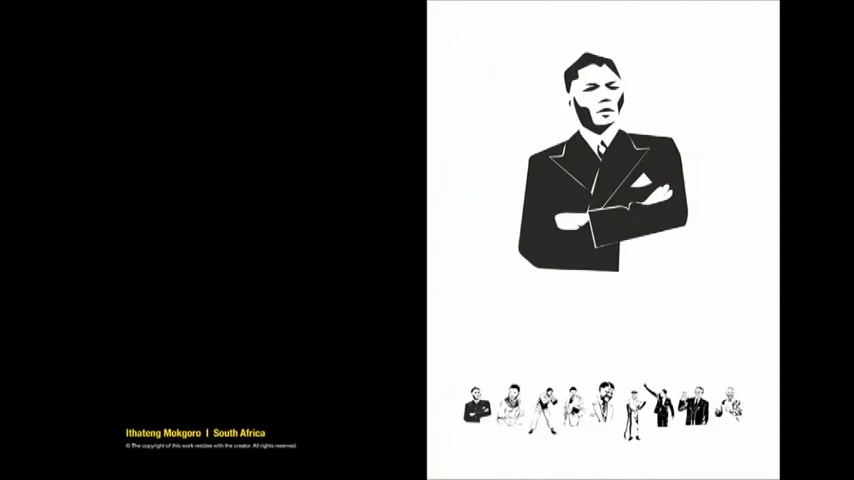 Ithateng Mokgoro | South Africa
© The copyright of this work resides with the creator. All rights reserved.